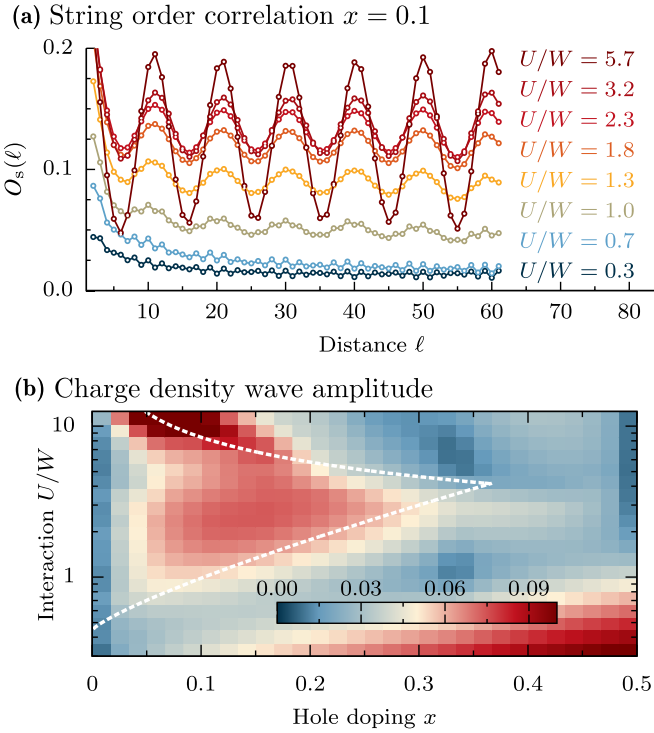 (a) String order correlation x = 0.1
0.2
0.1
0.0
O_s(ℓ)
U/W = 5.7
U/W = 3.2
U/W = 2.3
U/W = 1.8
U/W = 1.3
U/W = 1.0
U/W = 0.7
U/W = 0.3
10 20 30 40 50 60 70 80
Distance ℓ
(b) Charge density wave amplitude
10
1
Interaction U/W
0.00 0.03 0.06 0.09
0 0.1 0.2 0.3 0.4 0.5
Hole doping x